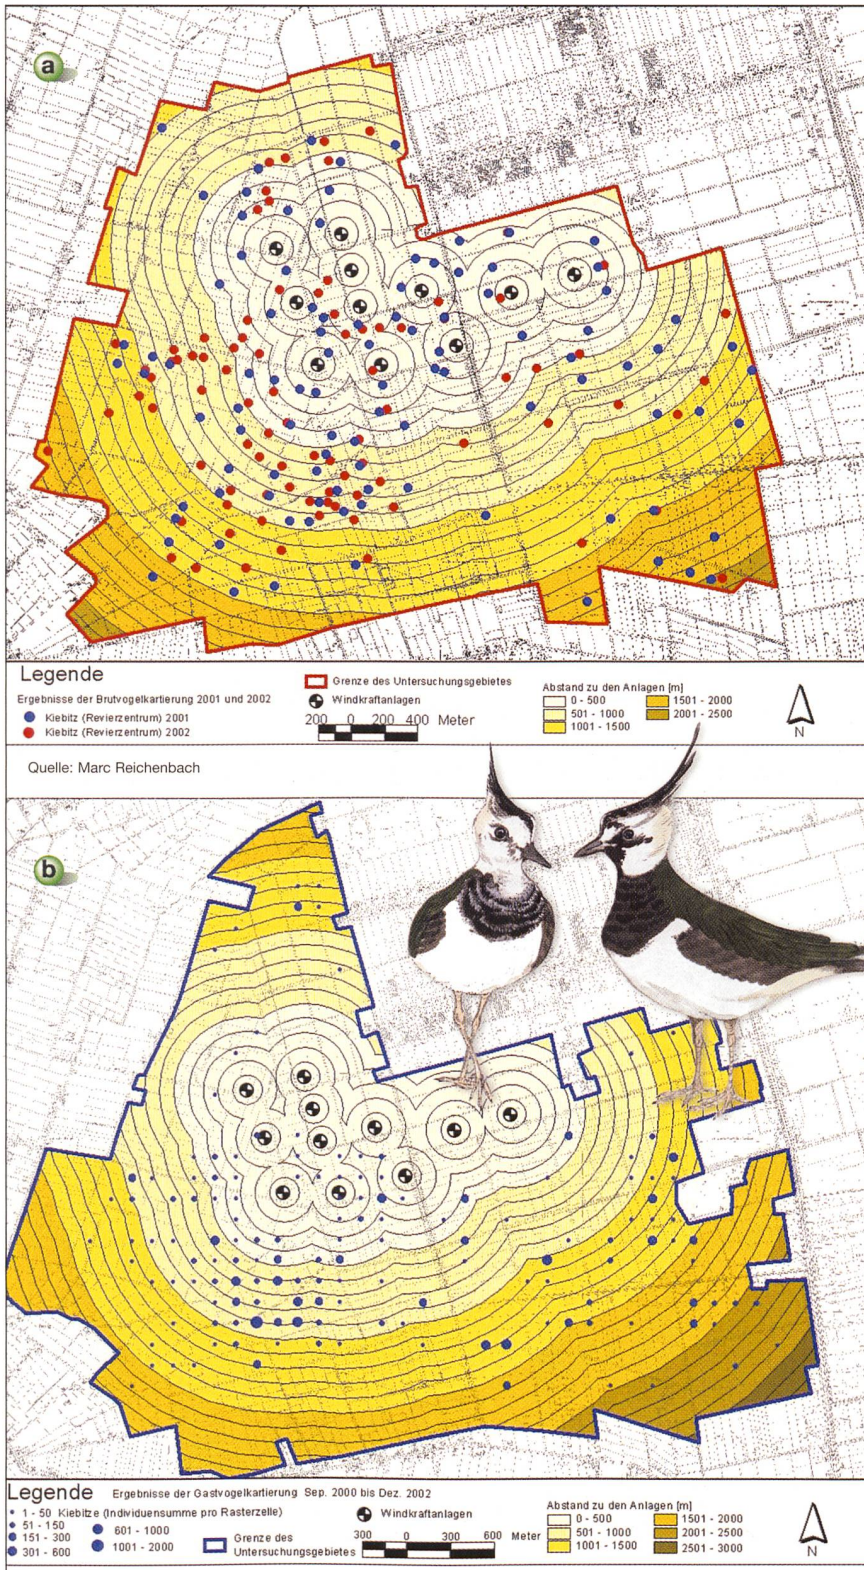 a
Legende
Ergebnisse der Brutvogelkartierung 2001 und 2002
Kiebitz (Revierzentrum) 2001
Kiebitz (Revierzentrum) 2002
Grenze des Untersuchungsgebietes
Windkraftanlagen
200 0 200 400 Meter
Abstand zu den Anlagen [m]
0 - 500
501 - 1000
1001 - 1500
1501 - 2000
2001 - 2500
N
Quelle: Marc Reichenbach
b
Legende Ergebnisse der Gastvogelkartierung Sep. 2000 bis Dez. 2002
1 - 50 Kiebitze (Individuensumme pro Rasterzelle)
51 - 150
151 - 300
301 - 600
601 - 1000
1001 - 2000
Grenze des
Untersuchungsgebietes
Windkraftanlagen
300 0 300 600 Meter
Abstand zu den Anlagen [m]
0 - 500
501 - 1000
1001 - 1500
1501 - 2000
2001 - 2500
2501 - 3000
N